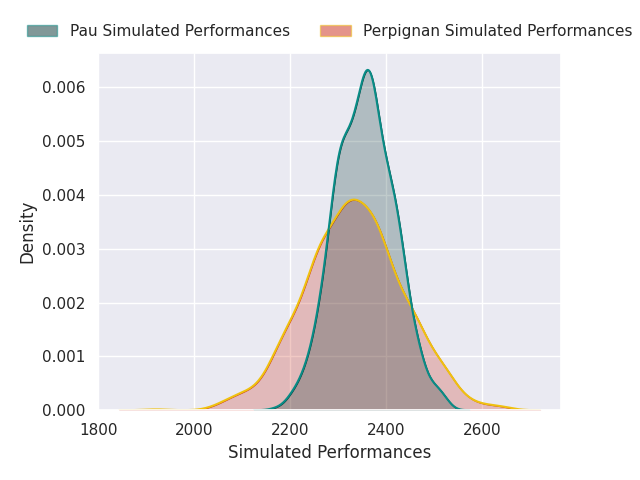 Pau Simulated Performances
Perpignan Simulated Performances
0.006
0.005
0.004
0.003
0.002
0.001
0.000
Density
1800 2000 2200 2400 2600
Simulated Performances